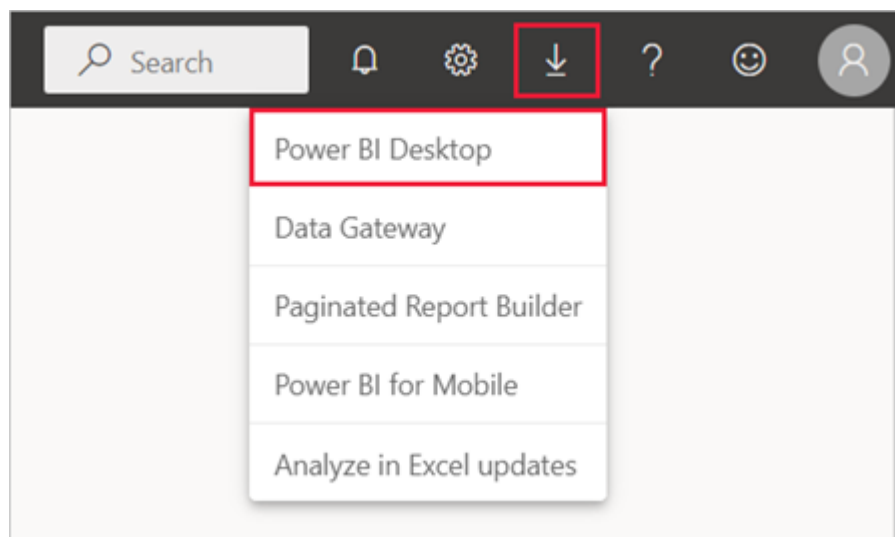 Search
Power BI Desktop
Data Gateway
Paginated Report Builder
Power BI for Mobile
Analyze in Excel updates